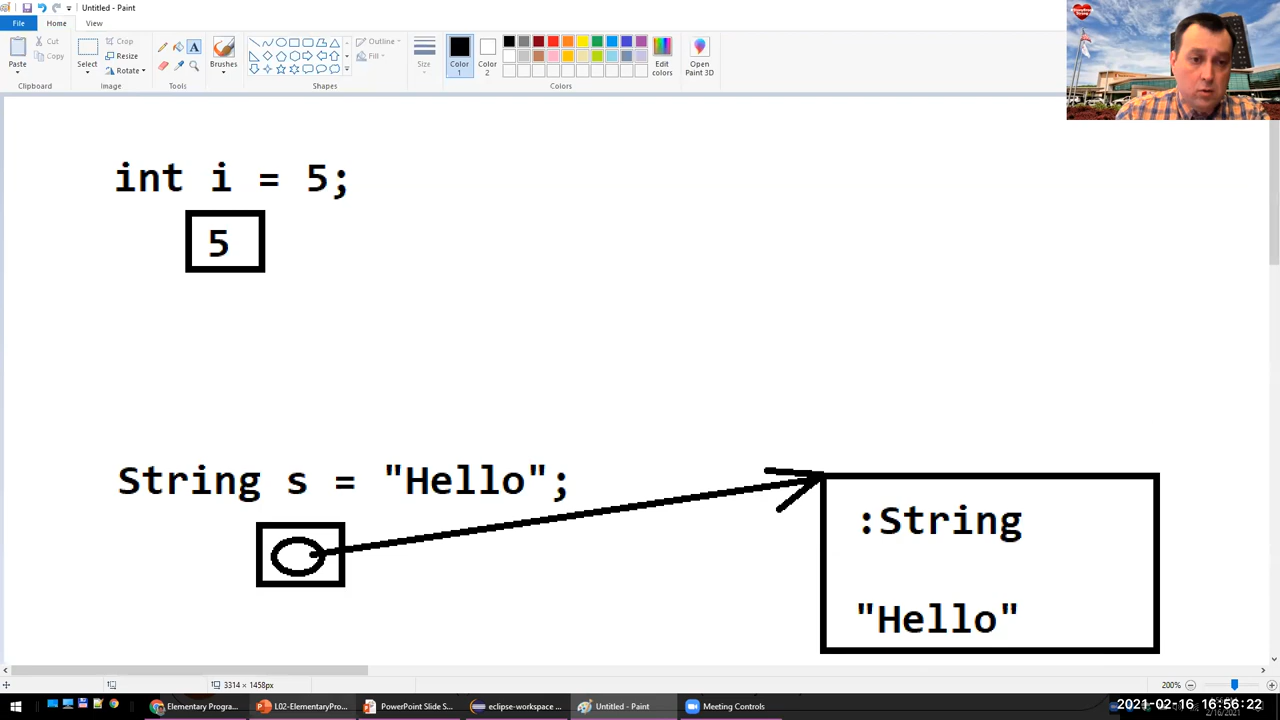 Untitled - Paint
File Home View
Paste
Cut
Copy
Clipboard
Select
Crop
Resize
Rotate
Image
Tools
Brushes
Outline
Fill
Shapes
Size
Color 1
Color 2
Edit colors
Colors
Open Paint 3D
int i = 5;
5
String s = "Hello";
:String
"Hello"
3314 × 1458px
200%
Elementary Progra...
L02-ElementaryPro...
PowerPoint Slide S...
eclipse-workspace ...
Untitled - Paint
Zoom Meeting Controls
2021-02-16 16:56:22